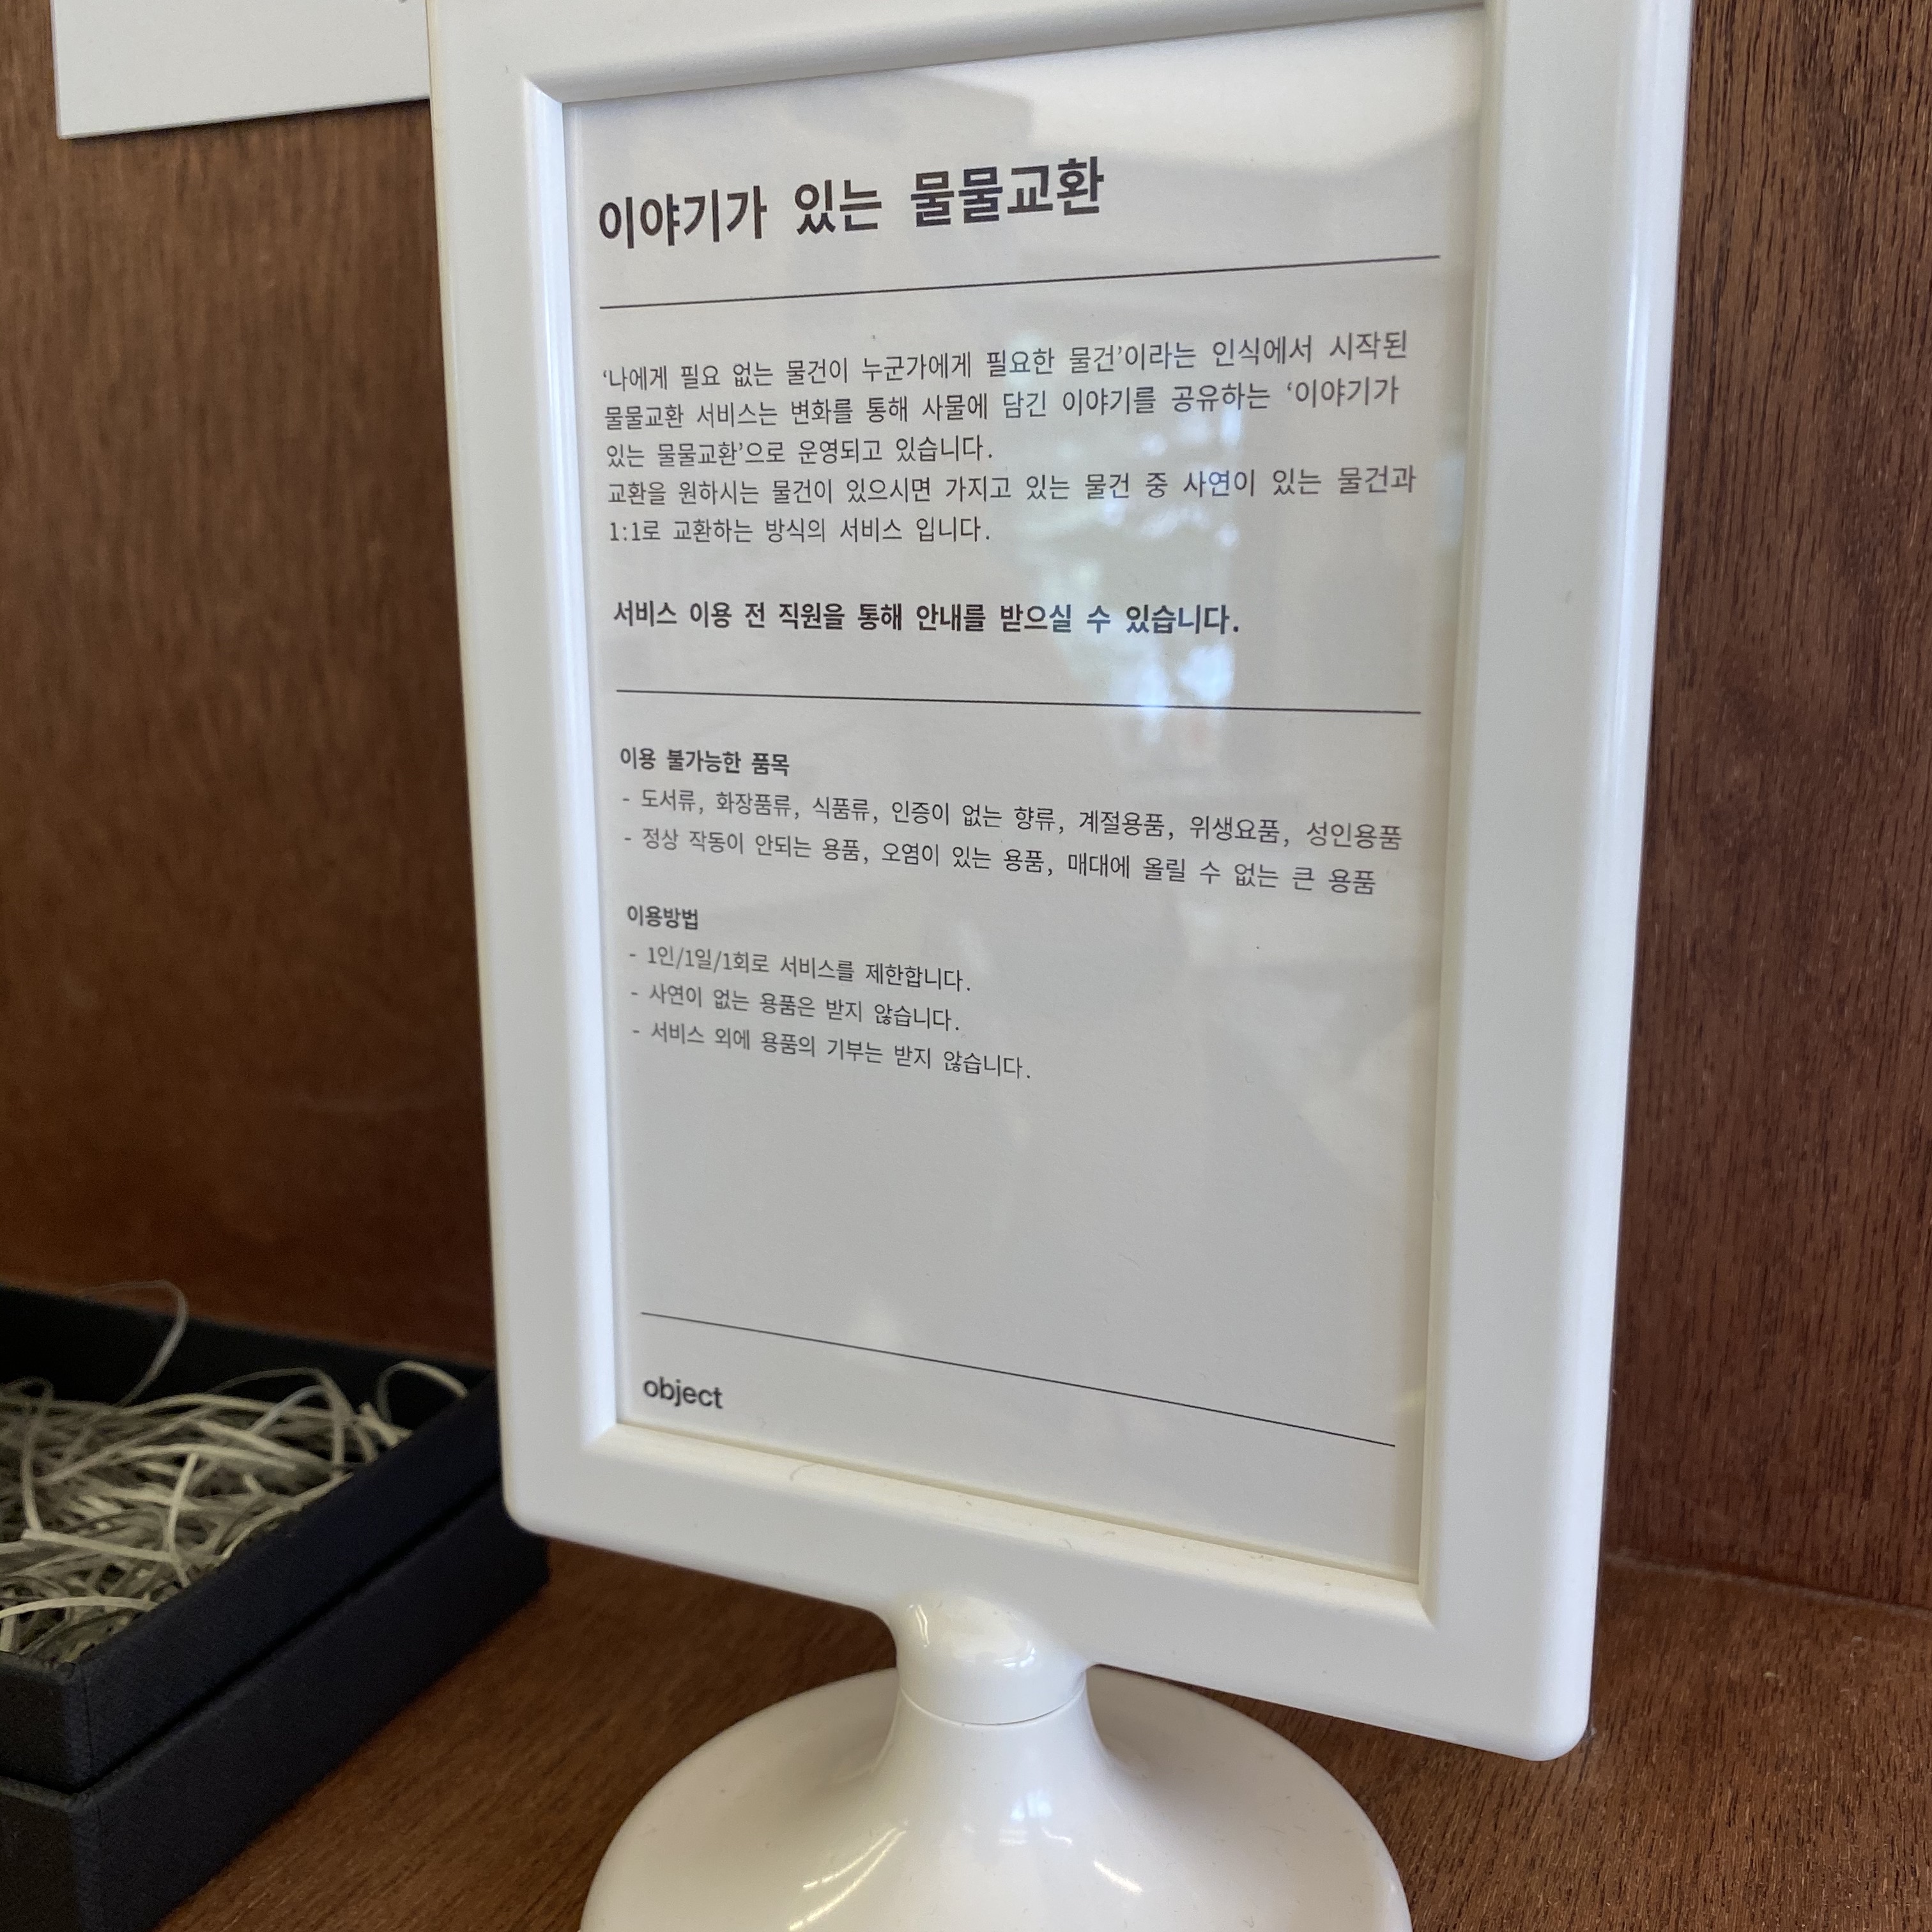 이야기가 있는 물물교환
‘나에게 필요 없는 물건이 누군가에게 필요한 물건’이라는 인식에서 시작된
물물교환 서비스는 변화를 통해 사물에 담긴 이야기를 공유하는 ‘이야기가
있는 물물교환’으로 운영되고 있습니다.
교환을 원하시는 물건이 있으시면 가지고 있는 물건 중 사연이 있는 물건과
1:1로 교환하는 방식의 서비스 입니다.
서비스 이용 전 직원을 통해 안내를 받으실 수 있습니다.
이용 불가능한 품목
- 도서류, 화장품류, 식품류, 인증이 없는 향류, 계절용품, 위생요품, 성인용품
- 정상 작동이 안되는 용품, 오염이 있는 용품, 매대에 올릴 수 없는 큰 용품
이용방법
- 1인/1일/1회로 서비스를 제한합니다.
- 사연이 없는 용품은 받지 않습니다.
- 서비스 외에 용품의 기부는 받지 않습니다.
object